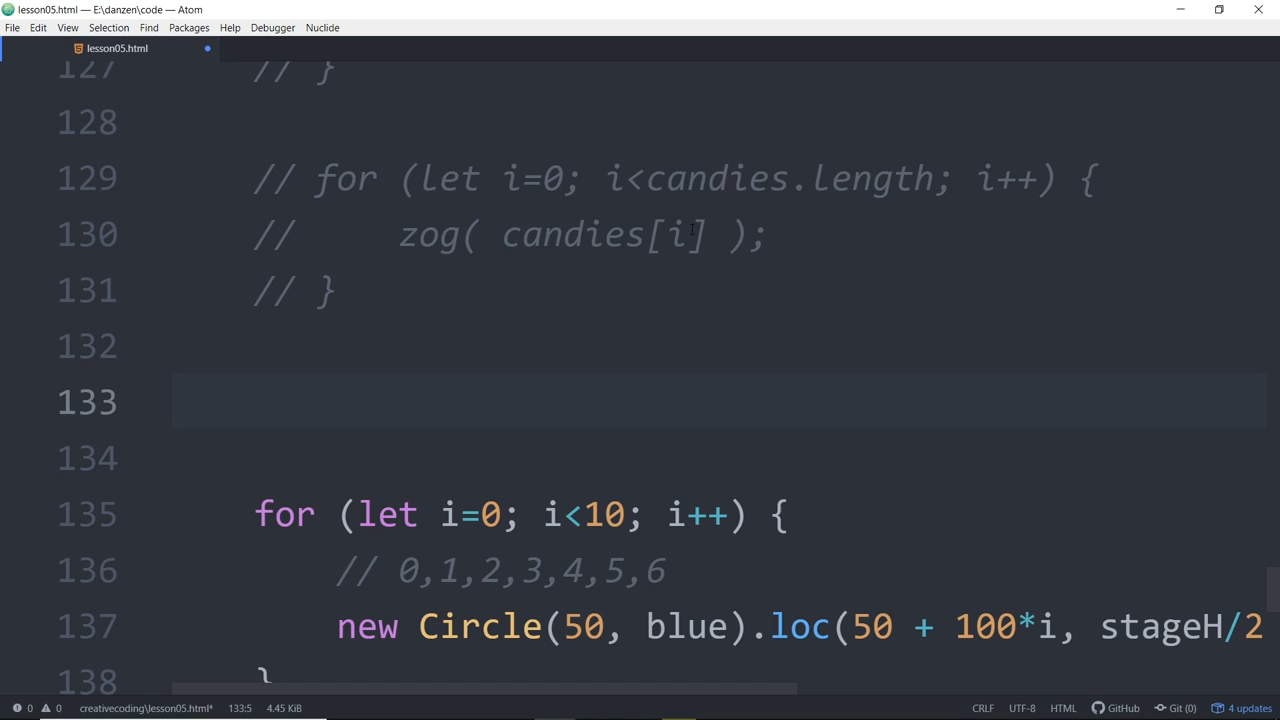 lesson05.html — E:\danzen\code — Atom
File Edit View Selection Find Packages Help Debugger Nuclide
lesson05.html
127 // }
128
129 // for (let i=0; i<candies.length; i++) {
130 // zog( candies[i] );
131 // }
132
133
134
135 for (let i=0; i<10; i++) {
136 // 0,1,2,3,4,5,6
137 new Circle(50, blue).loc(50 + 100*i, stageH/2
138 }
0 0 creativecoding\lesson05.html* 133:5 4.45 KiB CRLF UTF-8 HTML GitHub Git (0) 4 updates